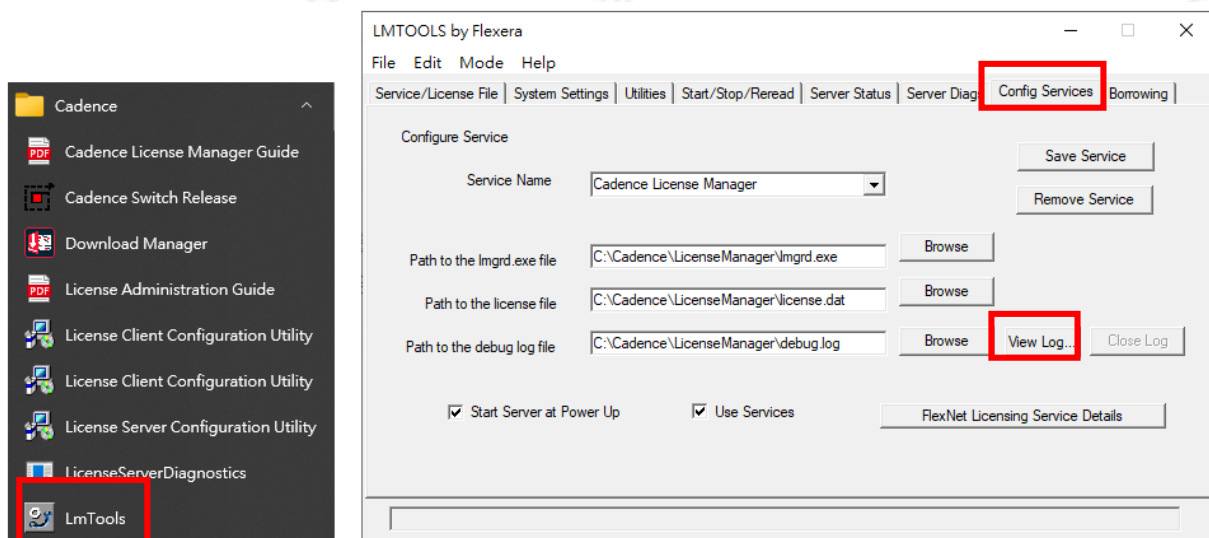 Cadence
PDF
Cadence License Manager Guide
Cadence Switch Release
Download Manager
PDF
License Administration Guide
License Client Configuration Utility
License Client Configuration Utility
License Server Configuration Utility
LicenseServerDiagnostics
LmTools
LMTOOLS by Flexera
File Edit Mode Help
Service/License File System Settings Utilities Start/Stop/Reread Server Status Server Diags Config Services Borrowing
Configure Service
Save Service
Service Name Cadence License Manager
Remove Service
Path to the lmgrd.exe file C:\Cadence\LicenseManager\lmgrd.exe Browse
Path to the license file C:\Cadence\LicenseManager\license.dat Browse
Path to the debug log file C:\Cadence\LicenseManager\debug.log Browse View Log... Close Log
Start Server at Power Up Use Services FlexNet Licensing Service Details